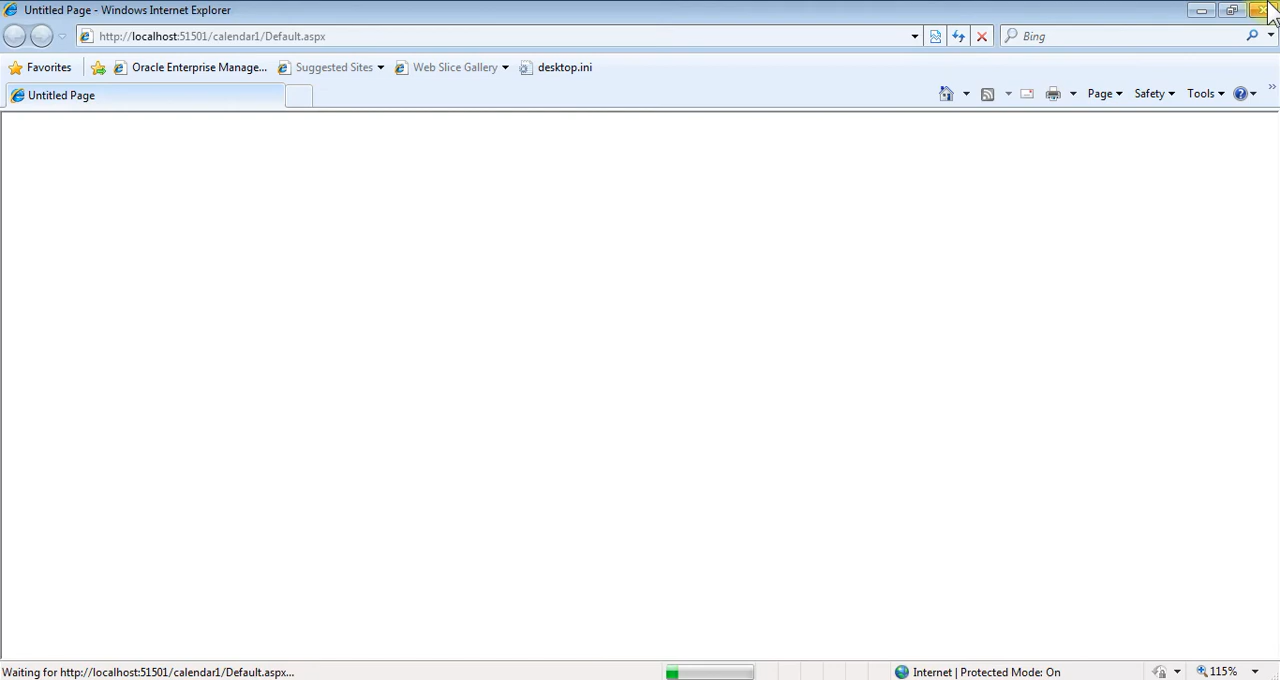 Untitled Page - Windows Internet Explorer
http://localhost:51501/calendar1/Default.aspx
Bing
Favorites
Oracle Enterprise Manage...
Suggested Sites
Web Slice Gallery
desktop.ini
Untitled Page
Page
Safety
Tools
Waiting for http://localhost:51501/calendar1/Default.aspx...
Internet | Protected Mode: On
115%